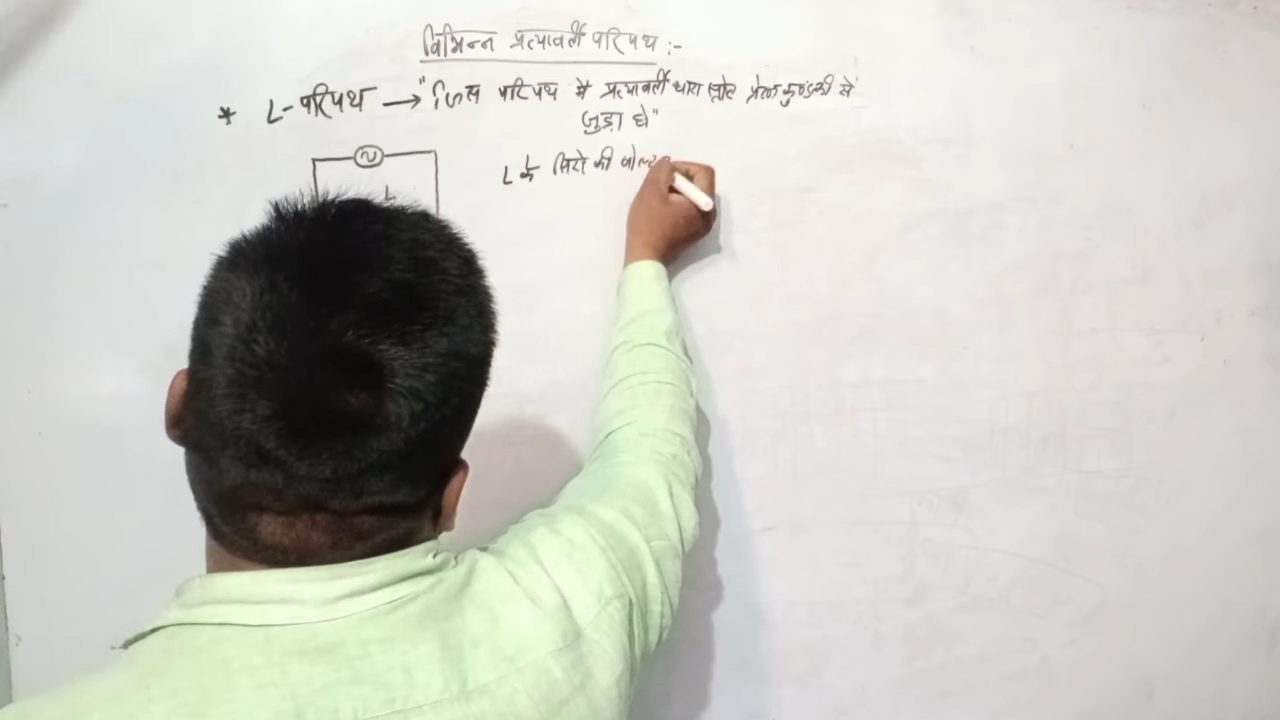 विभिन्न प्रत्यावर्ती परिपथ :-
* L-परिपथ → "जिस परिपथ में प्रत्यावर्ती धारा स्रोत प्रेरक कुण्डली से
जुड़ा हो"
L के सिरो की
L